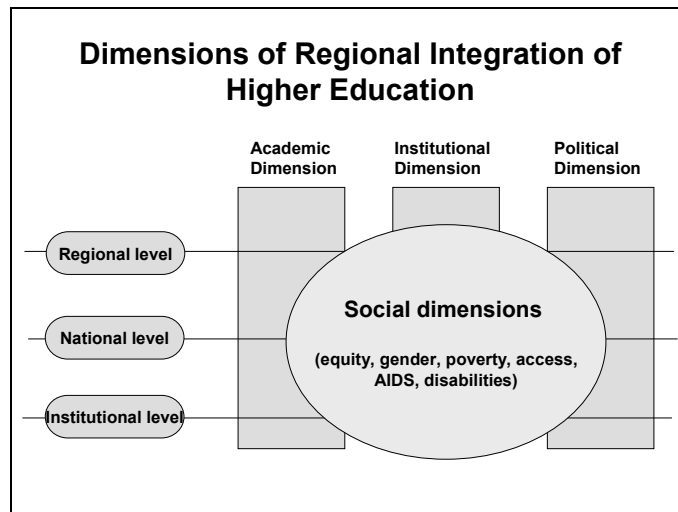 Dimensions of Regional Integration of
Higher Education
Academic
Dimension
Institutional
Dimension
Political
Dimension
Regional level
Social dimensions
National level
(equity, gender, poverty, access,
AIDS, disabilities)
Institutional level